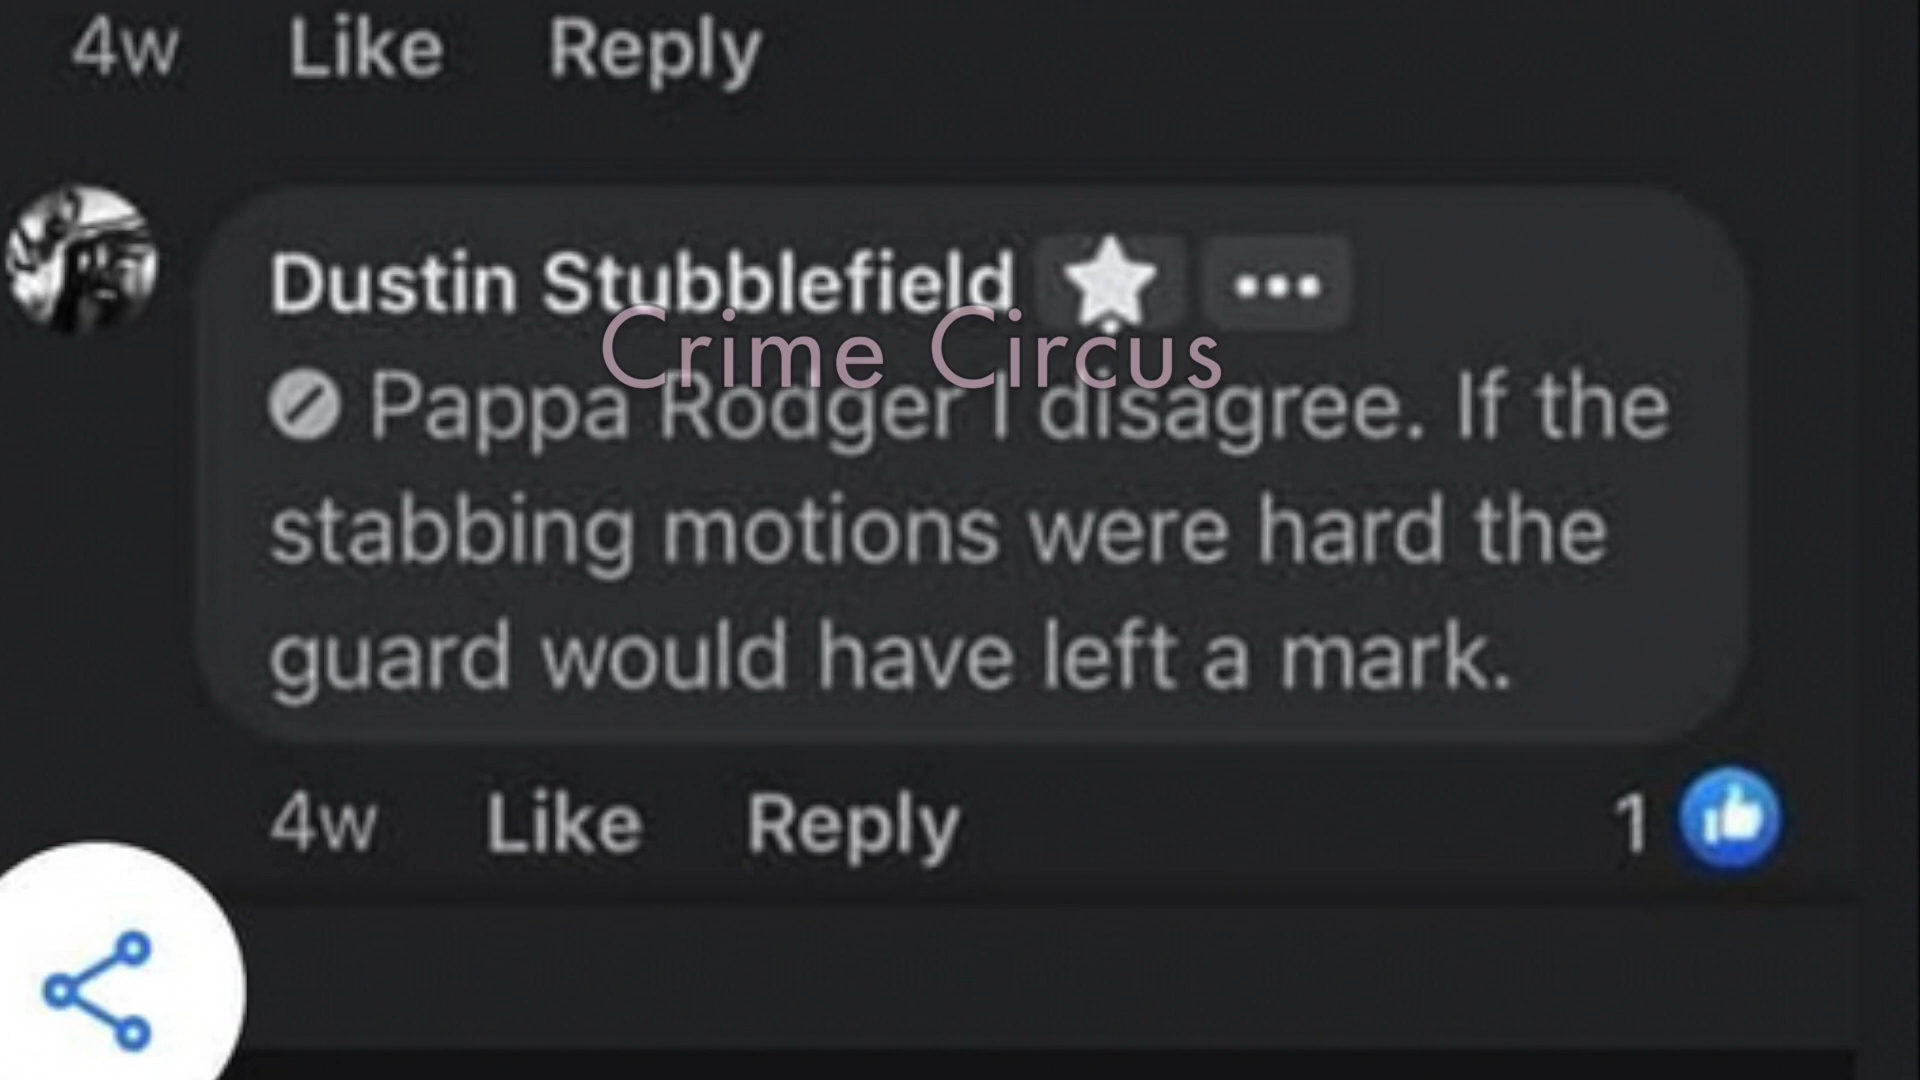 4w Like Reply
Dustin Stubblefield
Crime Circus
Pappa Rodger I disagree. If the
stabbing motions were hard the
guard would have left a mark.
4w Like Reply 1